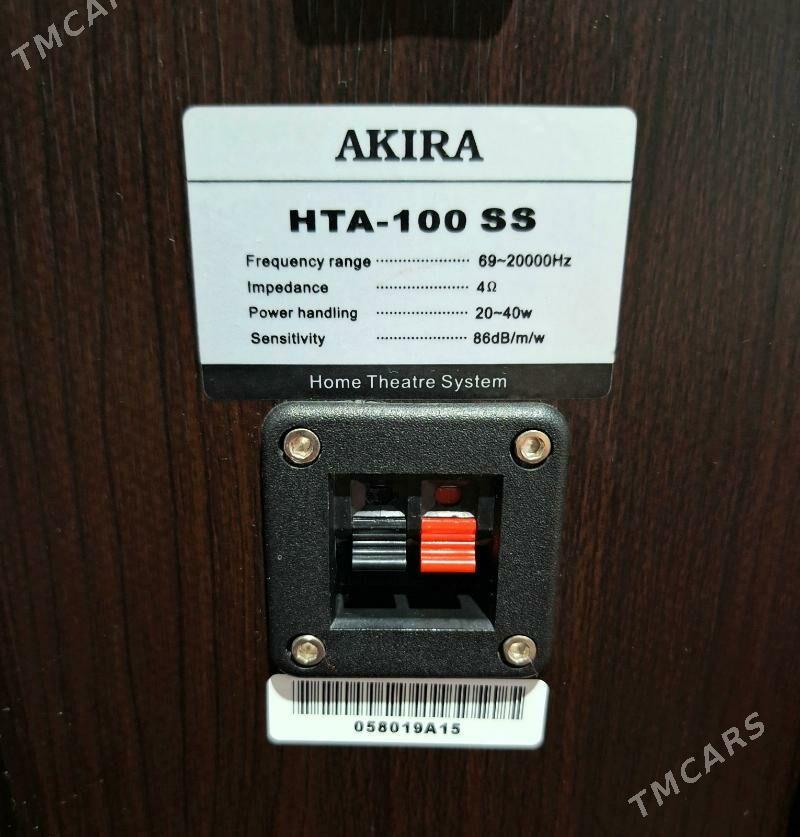 TMCARS
AKIRA
HTA-100 SS
Frequency range ..................... 69~20000Hz
Impedance ..................... 4Ω
Power handling ..................... 20~40w
Sensitivity ..................... 86dB/m/w
Home Theatre System
058019A15
TMCARS